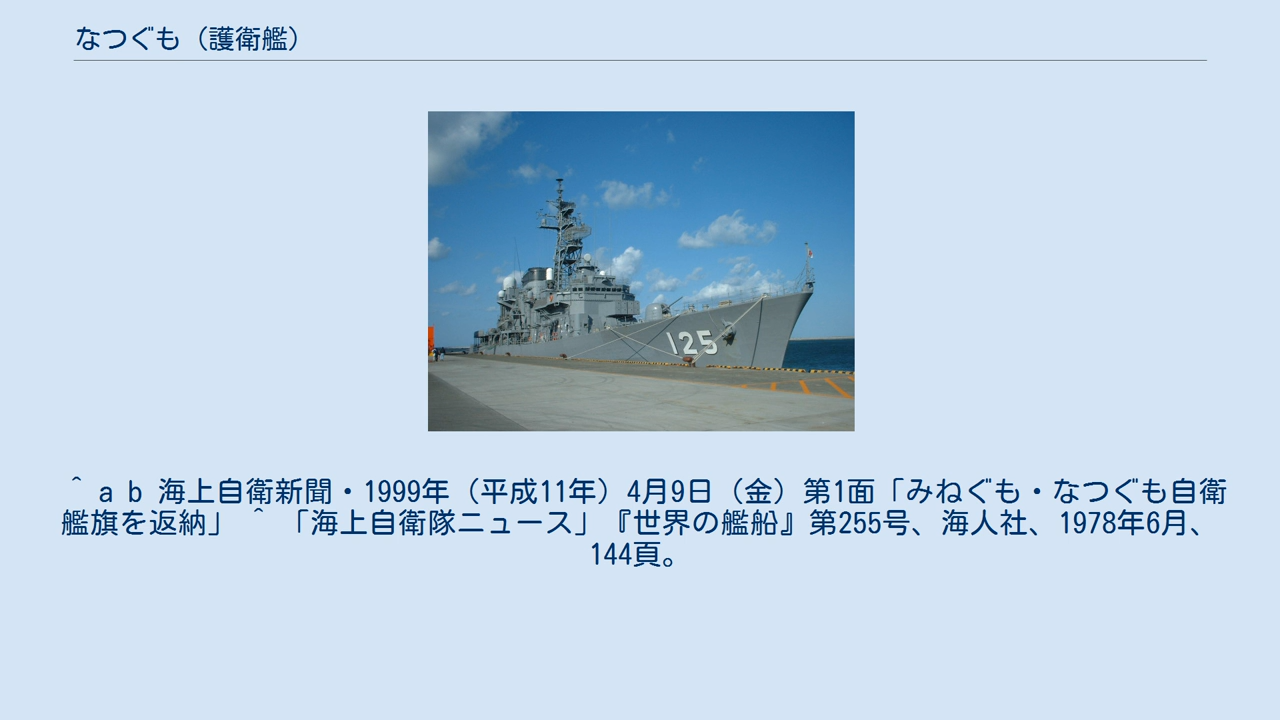 なつぐも（護衛艦）
125
^ a b 海上自衛新聞・1999年（平成11年）4月9日（金）第1面「みねぐも・なつぐも自衛
艦旗を返納」 ^ 「海上自衛隊ニュース」『世界の艦船』第255号、海人社、1978年6月、
144頁。